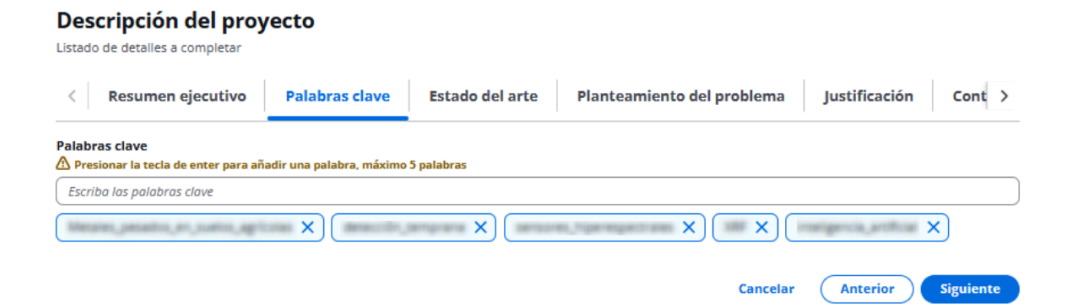 Descripción del proyecto
Listado de detalles a completar
Resumen ejecutivo Palabras clave Estado del arte Planteamiento del problema Justificación Cont
Palabras clave
Presionar la tecla de enter para añadir una palabra, máximo 5 palabras
Escriba las palabras clave
Cancelar Anterior Siguiente